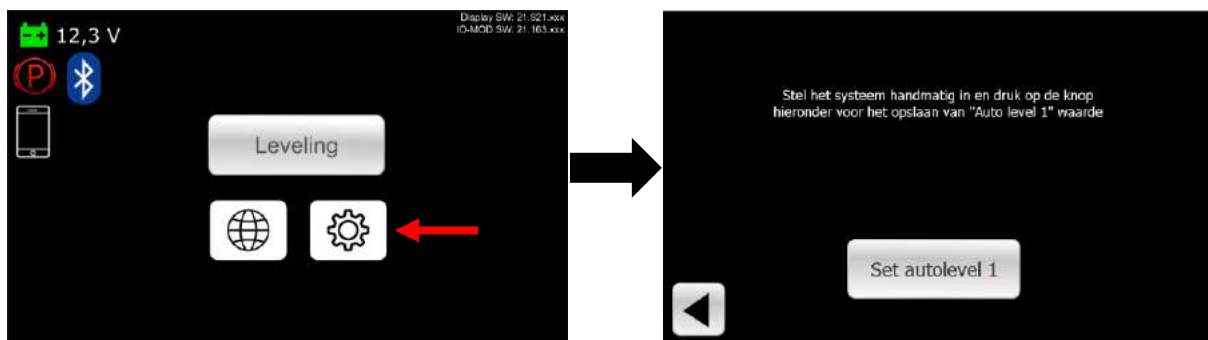 Display SW: 21.921.xxx
IO-MOD SW: 21.163.xxx
12,3 V
P
Leveling
Stel het systeem handmatig in en druk op de knop
hieronder voor het opslaan van "Auto level 1" waarde
Set autolevel 1